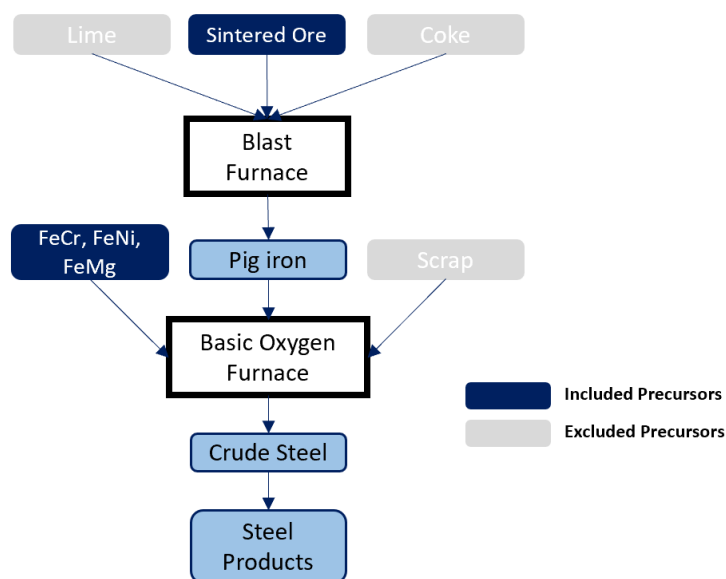 Lime
Sintered Ore
Coke
Blast
Furnace
FeCr, FeNi,
FeMg
Pig iron
Scrap
Basic Oxygen
Furnace
Included Precursors
Excluded Precursors
Crude Steel
Steel
Products